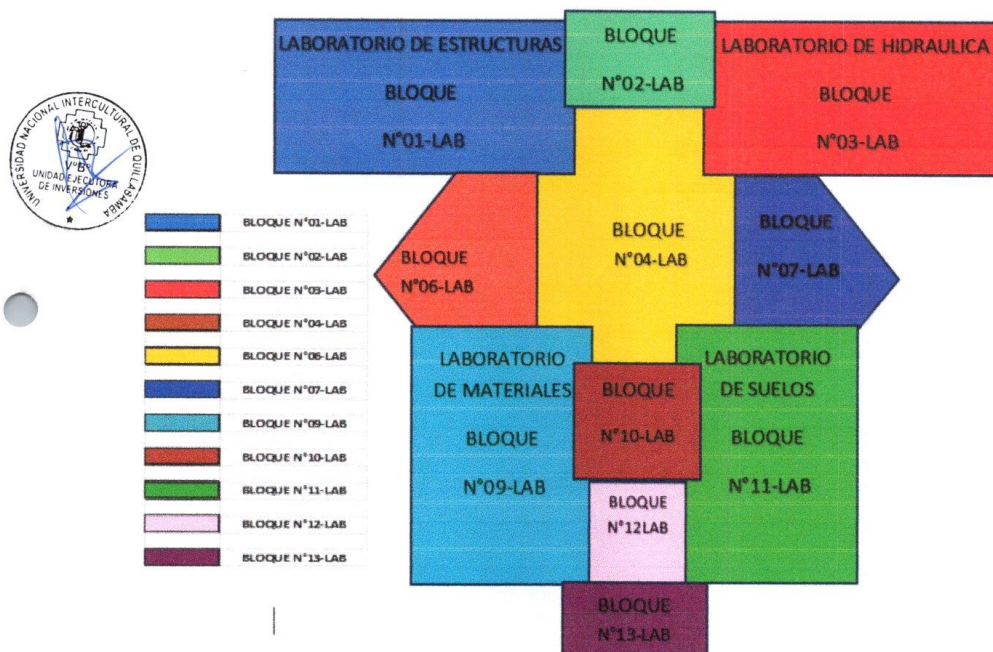 BLOQUE
N°02-LAB
LABORATORIO DE ESTRUCTURAS
BLOQUE
N°01-LAB
LABORATORIO DE HIDRAULICA
BLOQUE
N°03-LAB
UNIVERSIDAD NACIONAL INTERCULTURAL DE QUILLABAMBA
V°B°
UNIDAD EJECUTORA
DE INVERSIONES
BLOQUE
N°04-LAB
BLOQUE
N°06-LAB
BLOQUE
N°07-LAB
BLOQUE N°01-LAB
BLOQUE N°02-LAB
BLOQUE N°03-LAB
BLOQUE N°04-LAB
BLOQUE N°06-LAB
BLOQUE N°07-LAB
BLOQUE N°09-LAB
BLOQUE N°10-LAB
BLOQUE N°11-LAB
BLOQUE N°12-LAB
BLOQUE N°13-LAB
LABORATORIO
DE MATERIALES
BLOQUE
N°09-LAB
BLOQUE
N°10-LAB
LABORATORIO
DE SUELOS
BLOQUE
N°11-LAB
BLOQUE
N°12LAB
BLOQUE
N°13-LAB